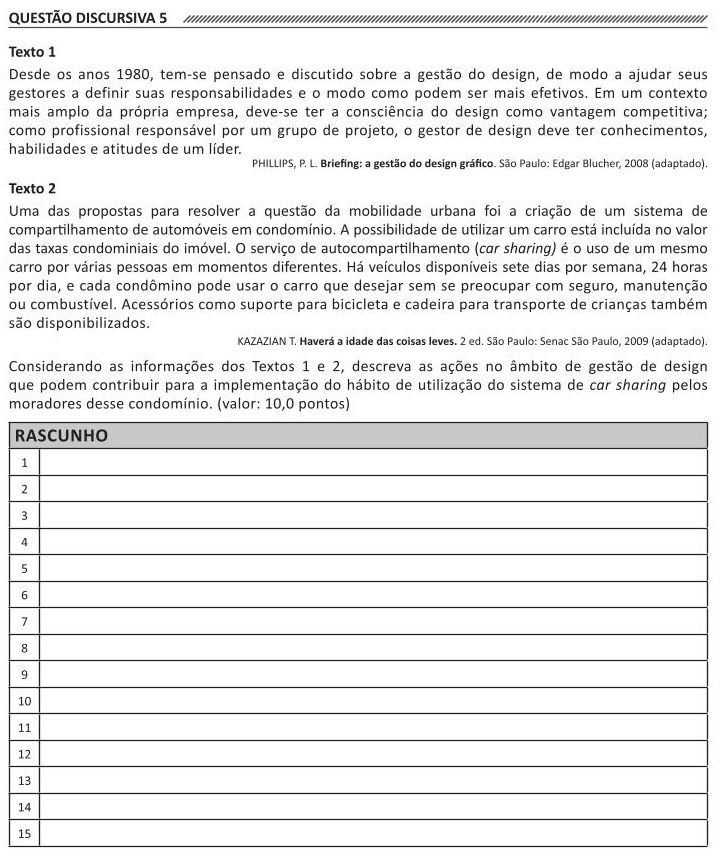 QUESTÃO DISCURSIVA 5
Texto 1
Desde os anos 1980, tem-se pensado e discutido sobre a gestão do design, de modo a ajudar seus
gestores a definir suas responsabilidades e o modo como podem ser mais efetivos. Em um contexto
mais amplo da própria empresa, deve-se ter a consciência do design como vantagem competitiva;
como profissional responsável por um grupo de projeto, o gestor de design deve ter conhecimentos,
habilidades e atitudes de um líder.
PHILLIPS, P. L. Briefing: a gestão do design gráfico. São Paulo: Edgar Blucher, 2008 (adaptado).
Texto 2
Uma das propostas para resolver a questão da mobilidade urbana foi a criação de um sistema de
compartilhamento de automóveis em condomínio. A possibilidade de utilizar um carro está incluída no valor
das taxas condominiais do imóvel. O serviço de autocompartilhamento (car sharing) é o uso de um mesmo
carro por várias pessoas em momentos diferentes. Há veículos disponíveis sete dias por semana, 24 horas
por dia, e cada condômino pode usar o carro que desejar sem se preocupar com seguro, manutenção
ou combustível. Acessórios como suporte para bicicleta e cadeira para transporte de crianças também
são disponibilizados.
KAZAZIAN T. Haverá a idade das coisas leves. 2 ed. São Paulo: Senac São Paulo, 2009 (adaptado).
Considerando as informações dos Textos 1 e 2, descreva as ações no âmbito de gestão de design
que podem contribuir para a implementação do hábito de utilização do sistema de car sharing pelos
moradores desse condomínio. (valor: 10,0 pontos)
RASCUNHO
1
2
3
4
5
6
7
8
9
10
11
12
13
14
15